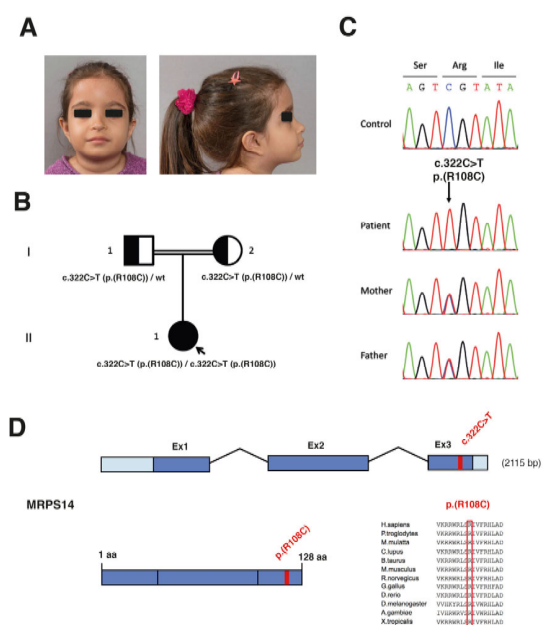 A
B
I
1
2
c.322C>T (p.(R108C)) / wt
c.322C>T (p.(R108C)) / wt
II
1
c.322C>T (p.(R108C)) / c.322C>T (p.(R108C))
C
Ser Arg Ile
A G T C G T A T A
Control
c.322C>T
p.(R108C)
Patient
Mother
Father
D
Ex1
Ex2
Ex3
c.322C>T
(2115 bp)
MRPS14
1 aa
p.(R108C)
128 aa
p.(R108C)
H.sapiens
P.troglodytea
M.mulatta
C.lupus
B.taurus
M.musculus
R.norvegicus
G.gallus
D.rerio
D.melanogaster
A.gambiae
X.tropicalia